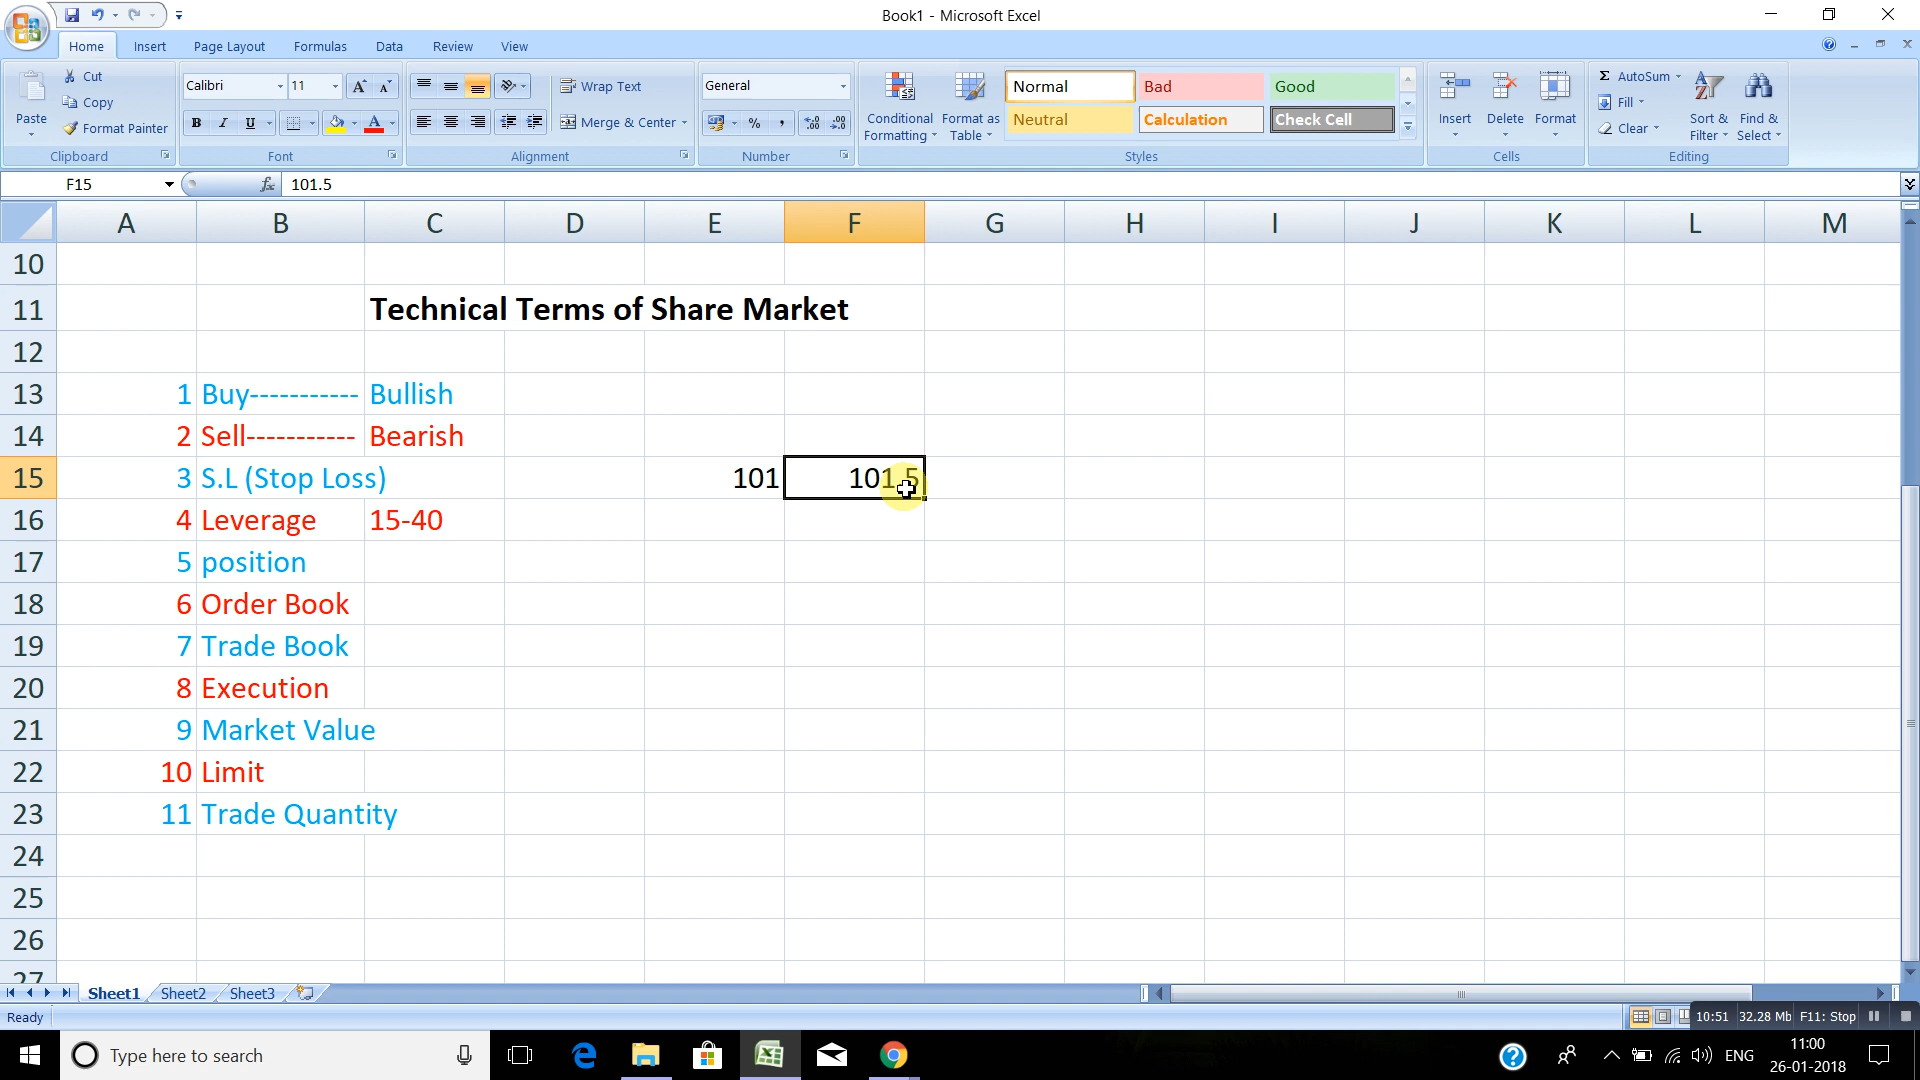 Book1 - Microsoft Excel
Home Insert Page Layout Formulas Data Review View
Cut
Copy
Format Painter
Paste
Clipboard
Calibri 11
B I U A
Font
Wrap Text
Merge & Center
Alignment
General
% ,
Number
Conditional Formatting
Format as Table
Normal Bad Good
Neutral Calculation Check Cell
Styles
Insert Delete Format
Cells
Σ AutoSum
Fill
Clear
Sort & Filter
Find & Select
Editing
F15 fx 101.5
A B C D E F G H I J K L M
10
11 Technical Terms of Share Market
12
13 1 Buy----------- Bullish
14 2 Sell----------- Bearish
15 3 S.L (Stop Loss) 101 101.5
16 4 Leverage 15-40
17 5 position
18 6 Order Book
19 7 Trade Book
20 8 Execution
21 9 Market Value
22 10 Limit
23 11 Trade Quantity
24
25
26
27
Sheet1 Sheet2 Sheet3
Ready 10:51 32.28 Mb F11: Stop
Type here to search
ENG
11:00
26-01-2018